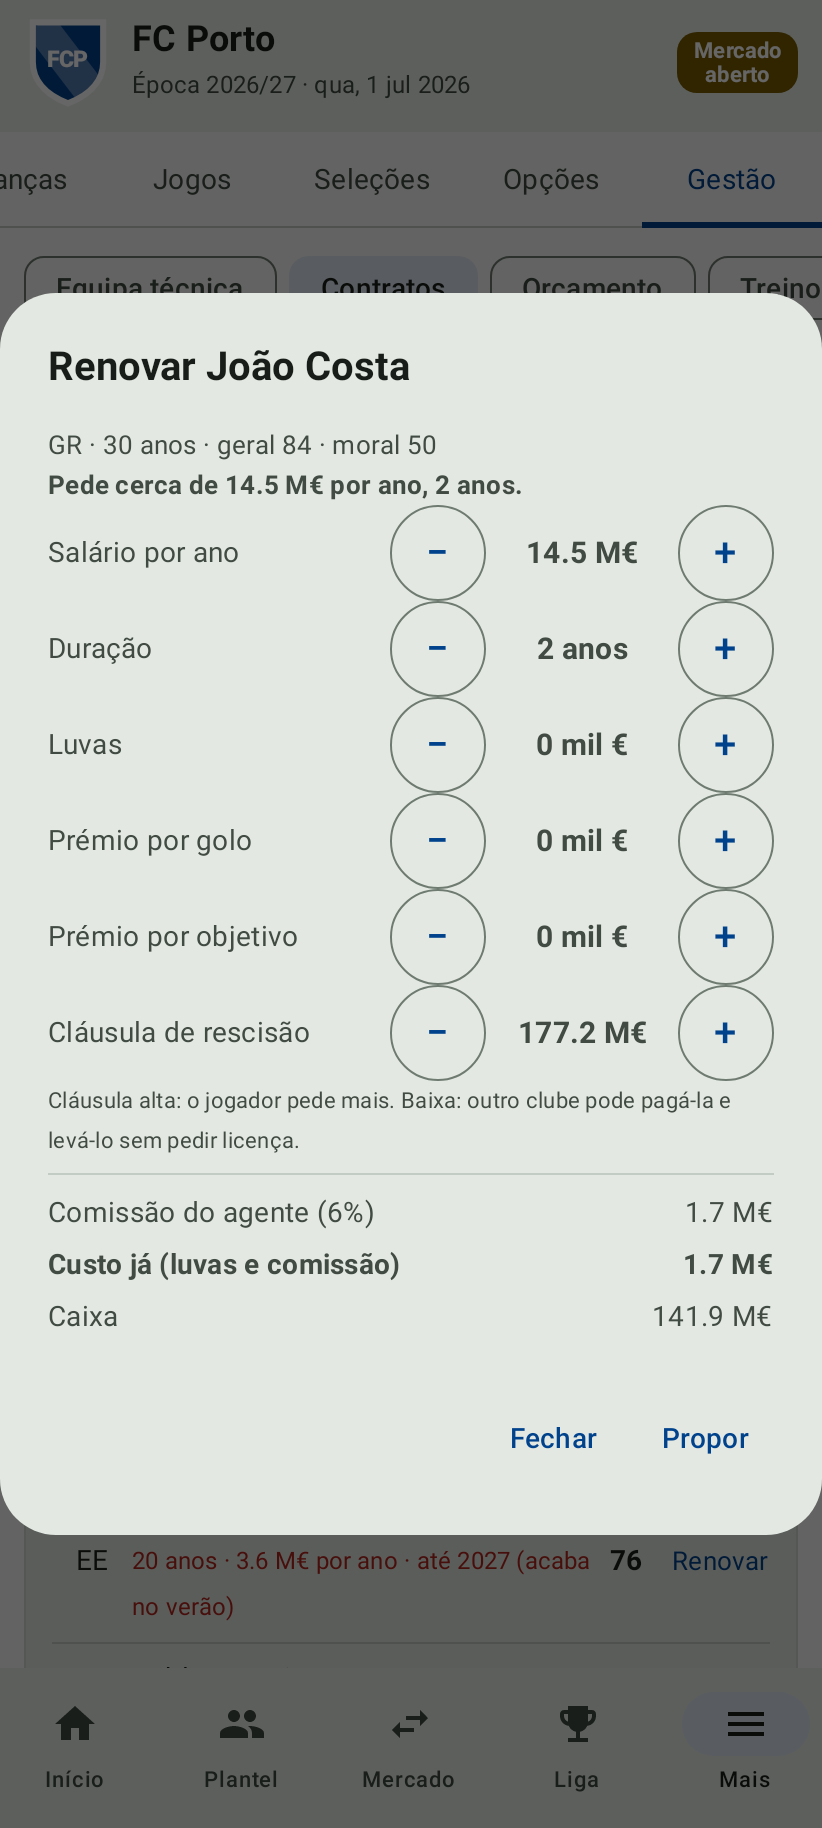 FCP
FC Porto
Época 2026/27 · qua, 1 jul 2026
Mercado
aberto
anças
Jogos
Seleções
Opções
Gestão
Equipa técnica
Contratos
Orçamento
Treino
Renovar João Costa
GR · 30 anos · geral 84 · moral 50
Pede cerca de 14.5 M€ por ano, 2 anos.
Salário por ano − 14.5 M€ +
Duração − 2 anos +
Luvas − 0 mil € +
Prémio por golo − 0 mil € +
Prémio por objetivo − 0 mil € +
Cláusula de rescisão − 177.2 M€ +
Cláusula alta: o jogador pede mais. Baixa: outro clube pode pagá-la e
levá-lo sem pedir licença.
Comissão do agente (6%) 1.7 M€
Custo já (luvas e comissão) 1.7 M€
Caixa 141.9 M€
Fechar Propor
EE 20 anos · 3.6 M€ por ano · até 2027 (acaba 76 Renovar
no verão)
Início
Plantel
Mercado
Liga
Mais